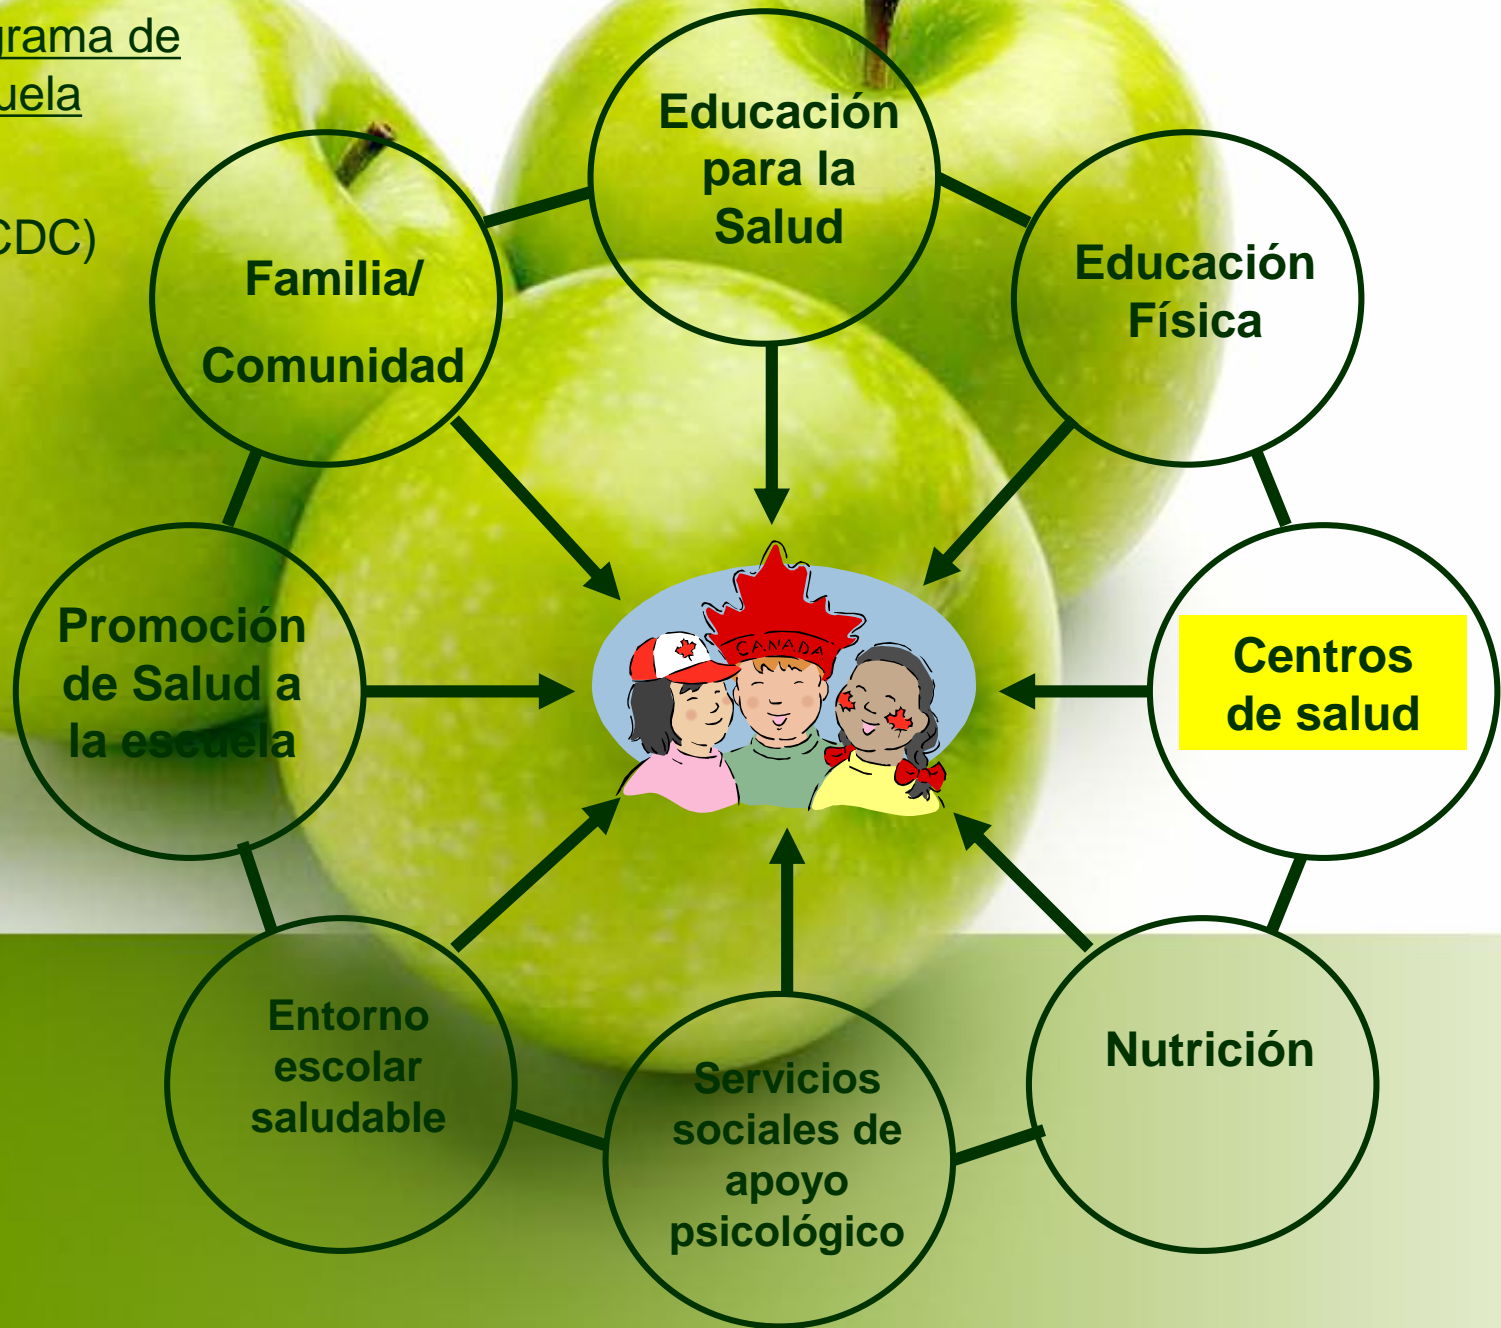 grama de
uela
CDC)
Educación
para la
Salud
Familia/
Comunidad
Educación
Física
Promoción
de Salud a
la escuela
CANADA
Centros
de salud
Entorno
escolar
saludable
Servicios
sociales de
apoyo
psicológico
Nutrición